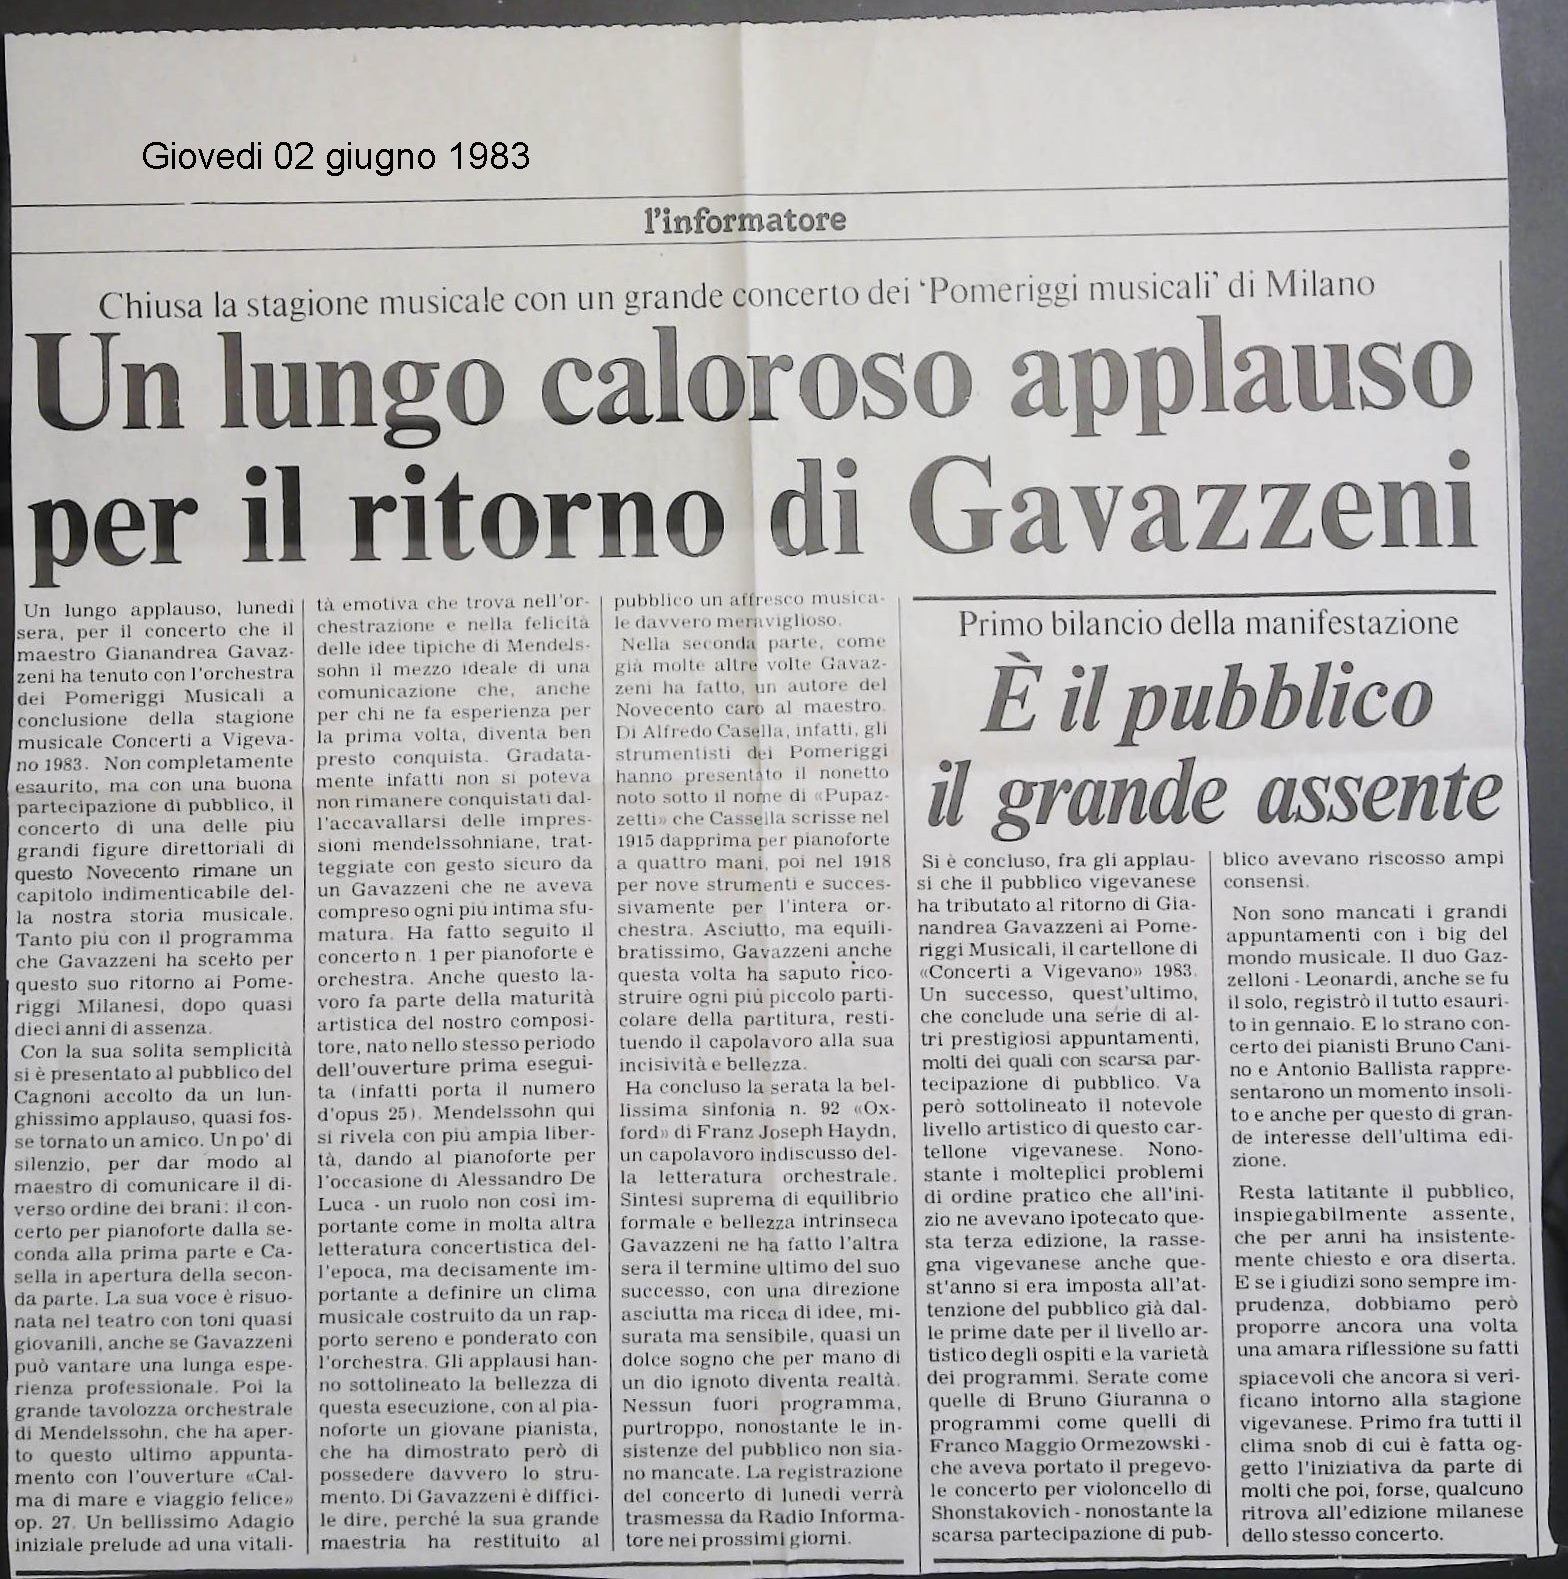 Giovedi 02 giugno 1983
l'informatore
Chiusa la stagione musicale con un grande concerto dei 'Pomeriggi musicali' di Milano
Un lungo caloroso applauso
per il ritorno di Gavazzeni
Un lungo applauso, lunedì
sera, per il concerto che il
maestro Gianandrea Gavaz-
zeni ha tenuto con l'orchestra
dei Pomeriggi Musicali a
conclusione della stagione
musicale Concerti a Vigeva-
no 1983. Non completamente
esaurito, ma con una buona
partecipazione di pubblico, il
concerto di una delle più
grandi figure direttoriali di
questo Novecento rimane un
capitolo indimenticabile del-
la nostra storia musicale.
Tanto più con il programma
che Gavazzeni ha scelto per
questo suo ritorno ai Pome-
riggi Milanesi, dopo quasi
dieci anni di assenza.
Con la sua solita semplicità
si è presentato al pubblico del
Cagnoni accolto da un lun-
ghissimo applauso, quasi fos-
se tornato un amico. Un po' di
silenzio, per dar modo al
maestro di comunicare il di-
verso ordine dei brani: il con-
certo per pianoforte dalla se-
conda alla prima parte e Ca-
sella in apertura della secon-
da parte. La sua voce è risuo-
nata nel teatro con toni quasi
giovanili, anche se Gavazzeni
può vantare una lunga espe-
rienza professionale. Poi la
grande tavolozza orchestrale
di Mendelssohn, che ha aper-
to questo ultimo appunta-
mento con l'ouverture «Cal-
ma di mare e viaggio felice»
op. 27. Un bellissimo Adagio
iniziale prelude ad una vitali-
tà emotiva che trova nell'or-
chestrazione e nella felicità
delle idee tipiche di Mendels-
sohn il mezzo ideale di una
comunicazione che, anche
per chi ne fa esperienza per
la prima volta, diventa ben
presto conquista. Gradata-
mente infatti non si poteva
non rimanere conquistati dal-
l'accavallarsi delle impres-
sioni mendelssohniane, trat-
teggiate con gesto sicuro da
un Gavazzeni che ne aveva
compreso ogni più intima sfu-
matura. Ha fatto seguito il
concerto n. 1 per pianoforte e
orchestra. Anche questo la-
voro fa parte della maturità
artistica del nostro composi-
tore, nato nello stesso periodo
dell'ouverture prima esegui-
ta (infatti porta il numero
d'opus 25). Mendelssohn qui
si rivela con più ampia liber-
tà, dando al pianoforte per
l'occasione di Alessandro De
Luca - un ruolo non così im-
portante come in molta altra
letteratura concertistica del-
l'epoca, ma decisamente im-
portante a definire un clima
musicale costruito da un rap-
porto sereno e ponderato con
l'orchestra. Gli applausi han-
no sottolineato la bellezza di
questa esecuzione, con al pia-
noforte un giovane pianista,
che ha dimostrato però di
possedere davvero lo stru-
mento. Di Gavazzeni è diffici-
le dire, perché la sua grande
maestria ha restituito al
pubblico un affresco musica-
le davvero meraviglioso.
Nella seconda parte, come
già molte altre volte Gavaz-
zeni ha fatto, un autore del
Novecento caro al maestro.
Di Alfredo Casella, infatti, gli
strumentisti dei Pomeriggi
hanno presentato il nonetto
noto sotto il nome di «Pupaz-
zetti» che Cassella scrisse nel
1915 dapprima per pianoforte
a quattro mani, poi nel 1918
per nove strumenti e succes-
sivamente per l'intera or-
chestra. Asciutto, ma equili-
bratissimo, Gavazzeni anche
questa volta ha saputo rico-
struire ogni più piccolo parti-
colare della partitura, resti-
tuendo il capolavoro alla sua
incisività e bellezza.
Ha concluso la serata la bel-
lissima sinfonia n. 92 «Ox-
ford» di Franz Joseph Haydn,
un capolavoro indiscusso del-
la letteratura orchestrale.
Sintesi suprema di equilibrio
formale e bellezza intrinseca
Gavazzeni ne ha fatto l'altra
sera il termine ultimo del suo
successo, con una direzione
asciutta ma ricca di idee, mi-
surata ma sensibile, quasi un
dolce sogno che per mano di
un dio ignoto diventa realtà.
Nessun fuori programma,
purtroppo, nonostante le in-
sistenze del pubblico non sia-
no mancate. La registrazione
del concerto di lunedì verrà
trasmessa da Radio Informa-
tore nei prossimi giorni.
Primo bilancio della manifestazione
È il pubblico
il grande assente
Si è concluso, fra gli applau-
si che il pubblico vigevanese
ha tributato al ritorno di Gia-
nandrea Gavazzeni ai Pome-
riggi Musicali, il cartellone di
«Concerti a Vigevano» 1983.
Un successo, quest'ultimo,
che conclude una serie di al-
tri prestigiosi appuntamenti,
molti dei quali con scarsa par-
tecipazione di pubblico. Va
però sottolineato il notevole
livello artistico di questo car-
tellone vigevanese. Nono-
stante i molteplici problemi
di ordine pratico che all'ini-
zio ne avevano ipotecato que-
sta terza edizione, la rasse-
gna vigevanese anche que-
st'anno si era imposta all'at-
tenzione del pubblico già dal-
le prime date per il livello ar-
tistico degli ospiti e la varietà
dei programmi. Serate come
quelle di Bruno Giuranna o
programmi come quelli di
Franco Maggio Ormezowski -
che aveva portato il pregevo-
le concerto per violoncello di
Shonstakovich - nonostante la
scarsa partecipazione di pub-
blico avevano riscosso ampi
consensi.
Non sono mancati i grandi
appuntamenti con i big del
mondo musicale. Il duo Gaz-
zelloni - Leonardi, anche se fu
il solo, registrò il tutto esauri-
to in gennaio. E lo strano con-
certo dei pianisti Bruno Cani-
no e Antonio Ballista rappre-
sentarono un momento insoli-
to e anche per questo di gran-
de interesse dell'ultima edi-
zione.
Resta latitante il pubblico,
inspiegabilmente assente,
che per anni ha insistente-
mente chiesto e ora diserta.
E se i giudizi sono sempre im-
prudenza, dobbiamo però
proporre ancora una volta
una amara riflessione su fatti
spiacevoli che ancora si veri-
ficano intorno alla stagione
vigevanese. Primo fra tutti il
clima snob di cui è fatta og-
getto l'iniziativa da parte di
molti che poi, forse, qualcuno
ritrova all'edizione milanese
dello stesso concerto.